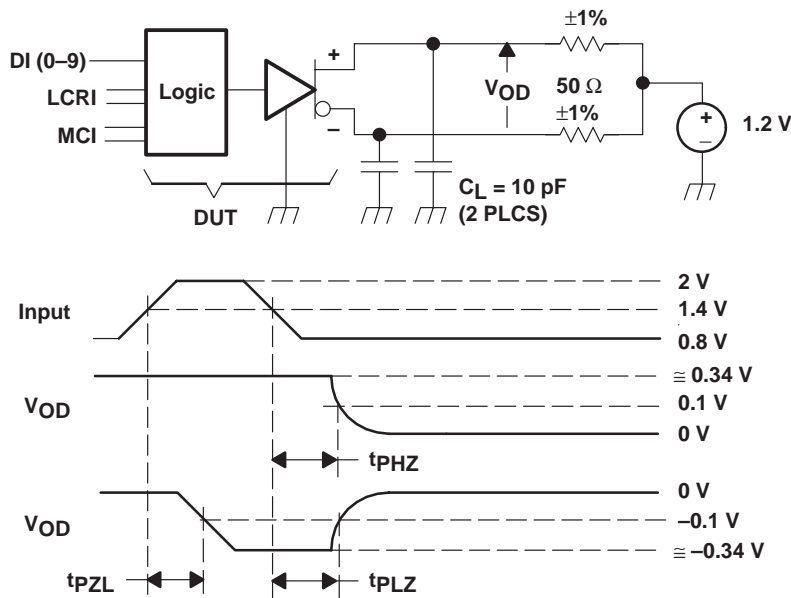 ±1%
DI (0–9)
LCRI
MCI
Logic
+
−
VOD
50 Ω
±1%
+
−
1.2 V
CL = 10 pF
(2 PLCS)
DUT
Input
2 V
1.4 V
0.8 V
VOD
≅ 0.34 V
0.1 V
0 V
tPHZ
VOD
0 V
–0.1 V
≅ –0.34 V
tPZL
tPLZ